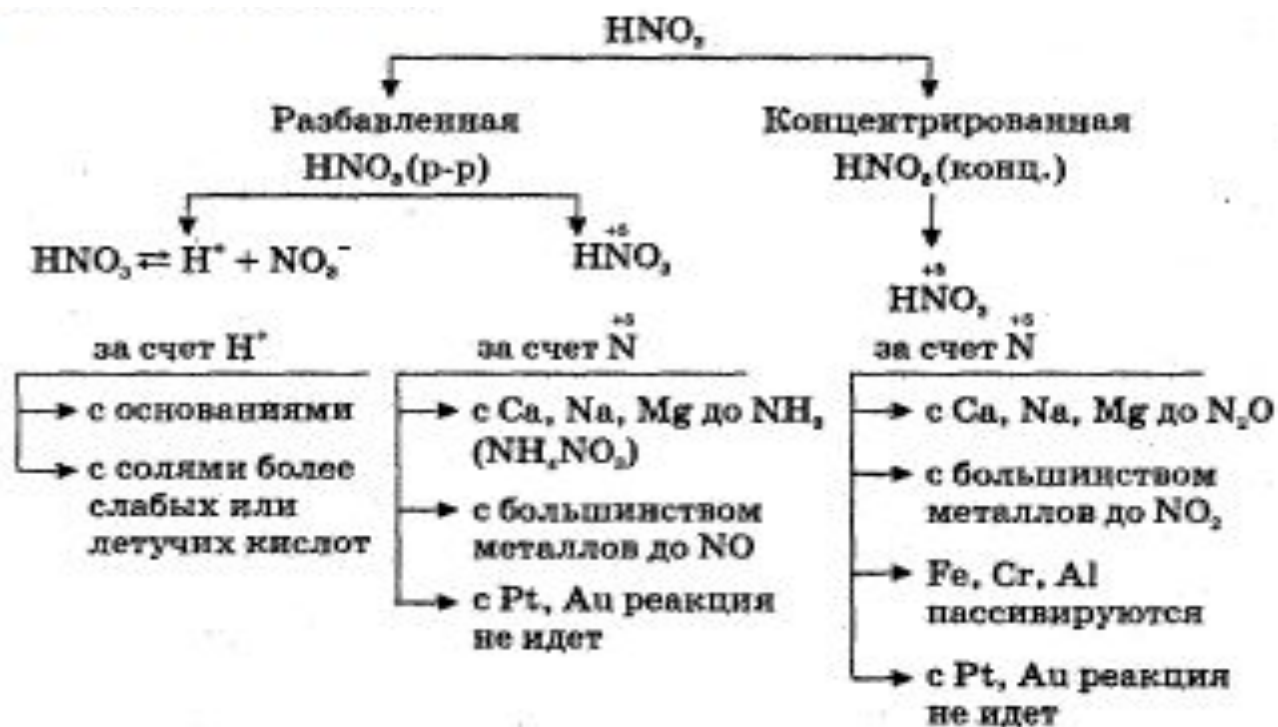 HNO₃
Разбавленная
HNO₃(р-р)
Концентрированная
HNO₃(конц.)
HNO₃ ⇄ H⁺ + NO₃⁻
+5
HNO₃
+5
HNO₃
за счет H⁺
с основаниями
с солями более
слабых или
летучих кислот
+5
за счет N
с Ca, Na, Mg до NH₃
(NH₄NO₃)
с большинством
металлов до NO
с Pt, Au реакция
не идет
+5
за счет N
с Ca, Na, Mg до N₂O
с большинством
металлов до NO₂
Fe, Cr, Al
пассивируются
с Pt, Au реакция
не идет